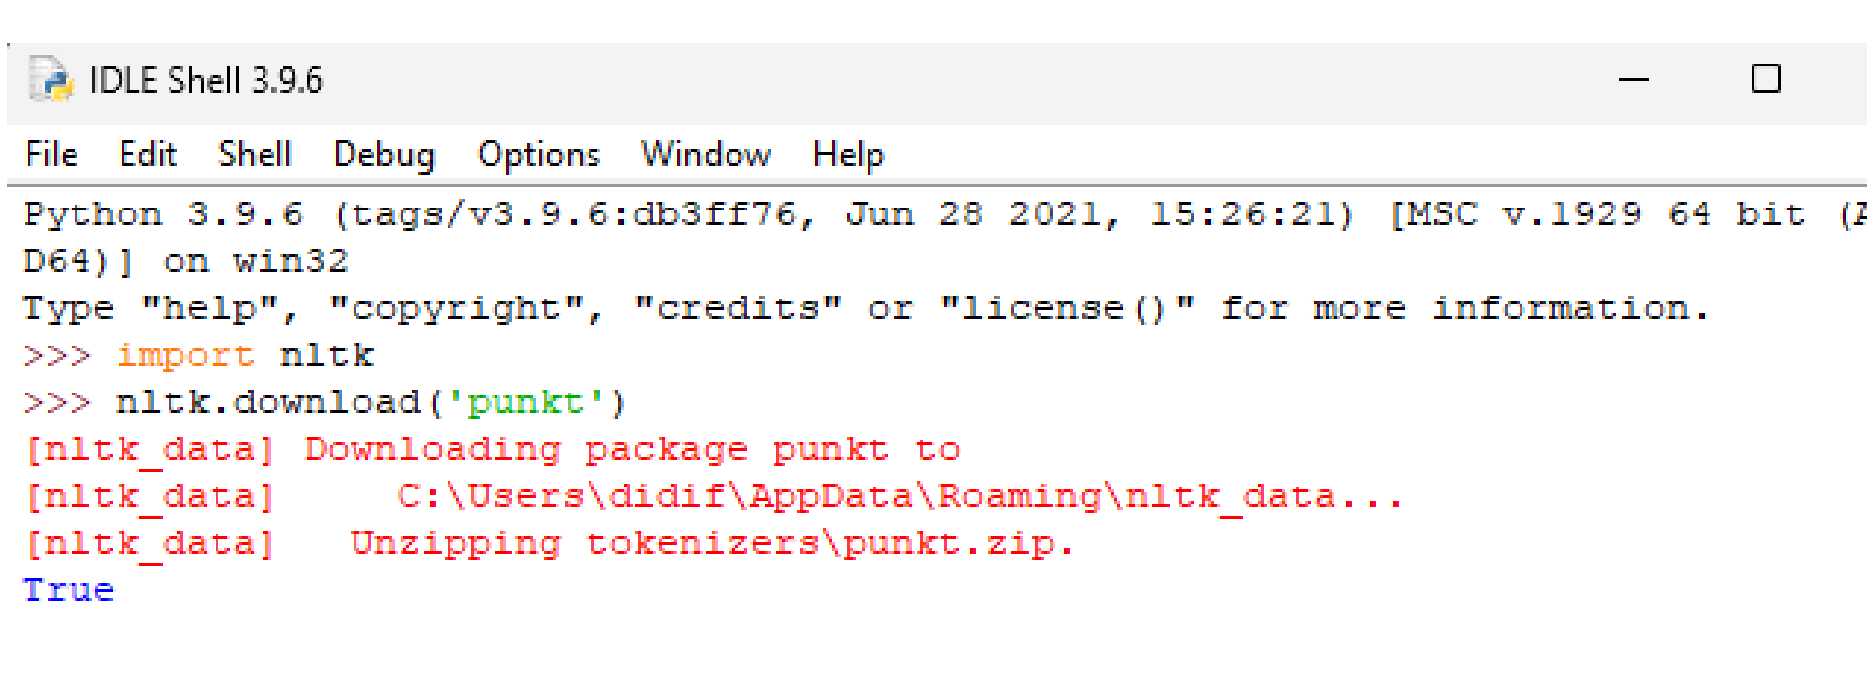 IDLE Shell 3.9.6
File Edit Shell Debug Options Window Help
Python 3.9.6 (tags/v3.9.6:db3ff76, Jun 28 2021, 15:26:21) [MSC v.1929 64 bit (A
D64)] on win32
Type "help", "copyright", "credits" or "license()" for more information.
>>> import nltk
>>> nltk.download('punkt')
[nltk_data] Downloading package punkt to
[nltk_data]     C:\Users\didif\AppData\Roaming\nltk_data...
[nltk_data]   Unzipping tokenizers\punkt.zip.
True